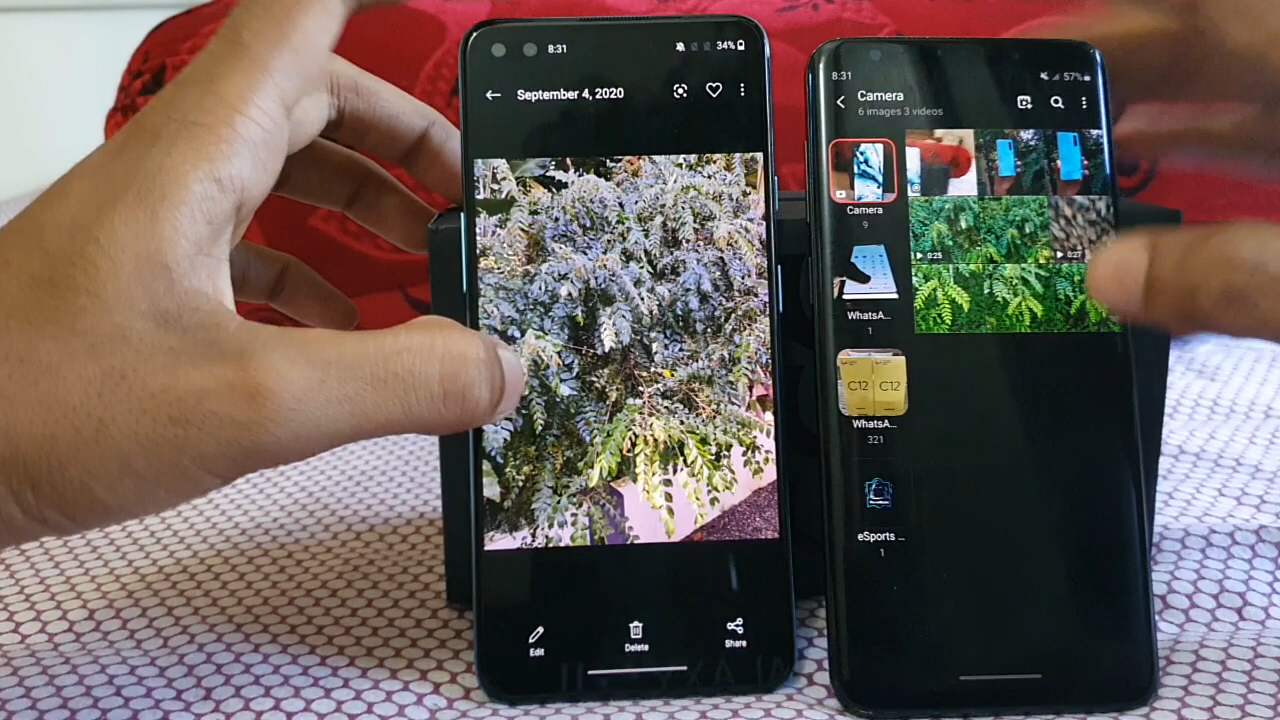 8:31
34%
September 4, 2020
Edit
Delete
Share
8:31
57%
Camera
6 images 3 videos
Camera
9
WhatsA...
1
C12 C12
WhatsA...
321
eSports ...
1
0:25
0:27